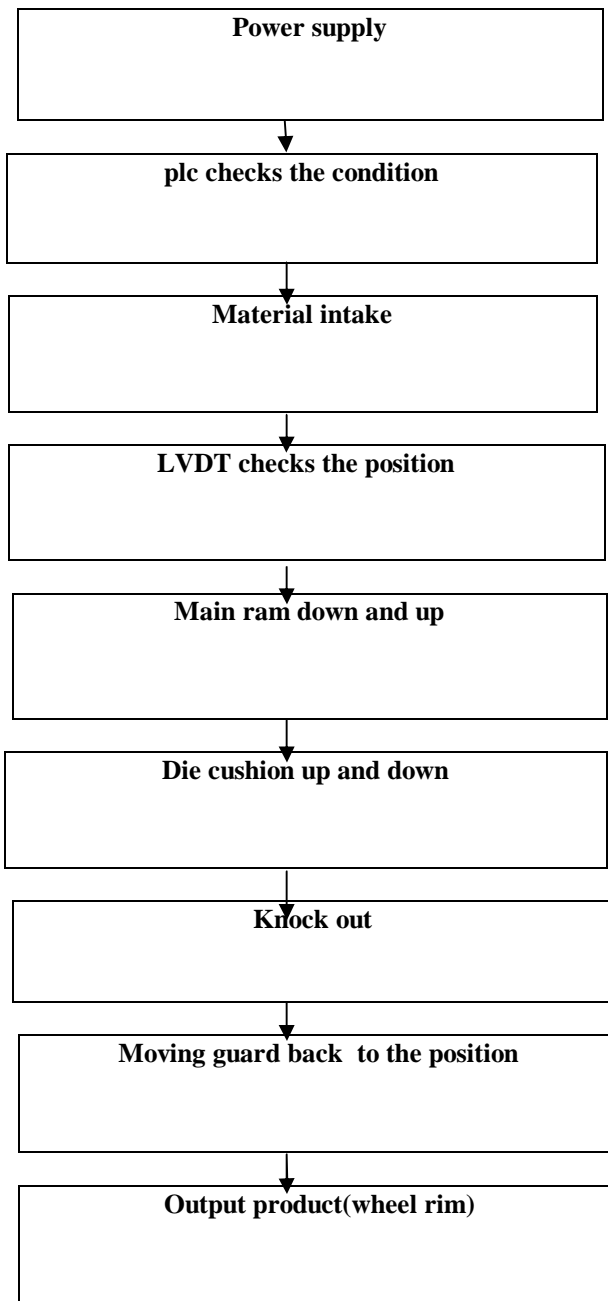 Power supply
plc checks the condition
Material intake
LVDT checks the position
Main ram down and up
Die cushion up and down
Knock out
Moving guard back  to the position
Output product(wheel rim)